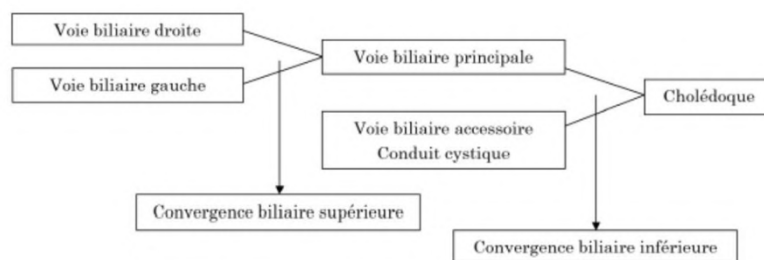 Voie biliaire droite
Voie biliaire gauche
Voie biliaire principale
Voie biliaire accessoire
Conduit cystique
Cholédoque
Convergence biliaire supérieure
Convergence biliaire inférieure